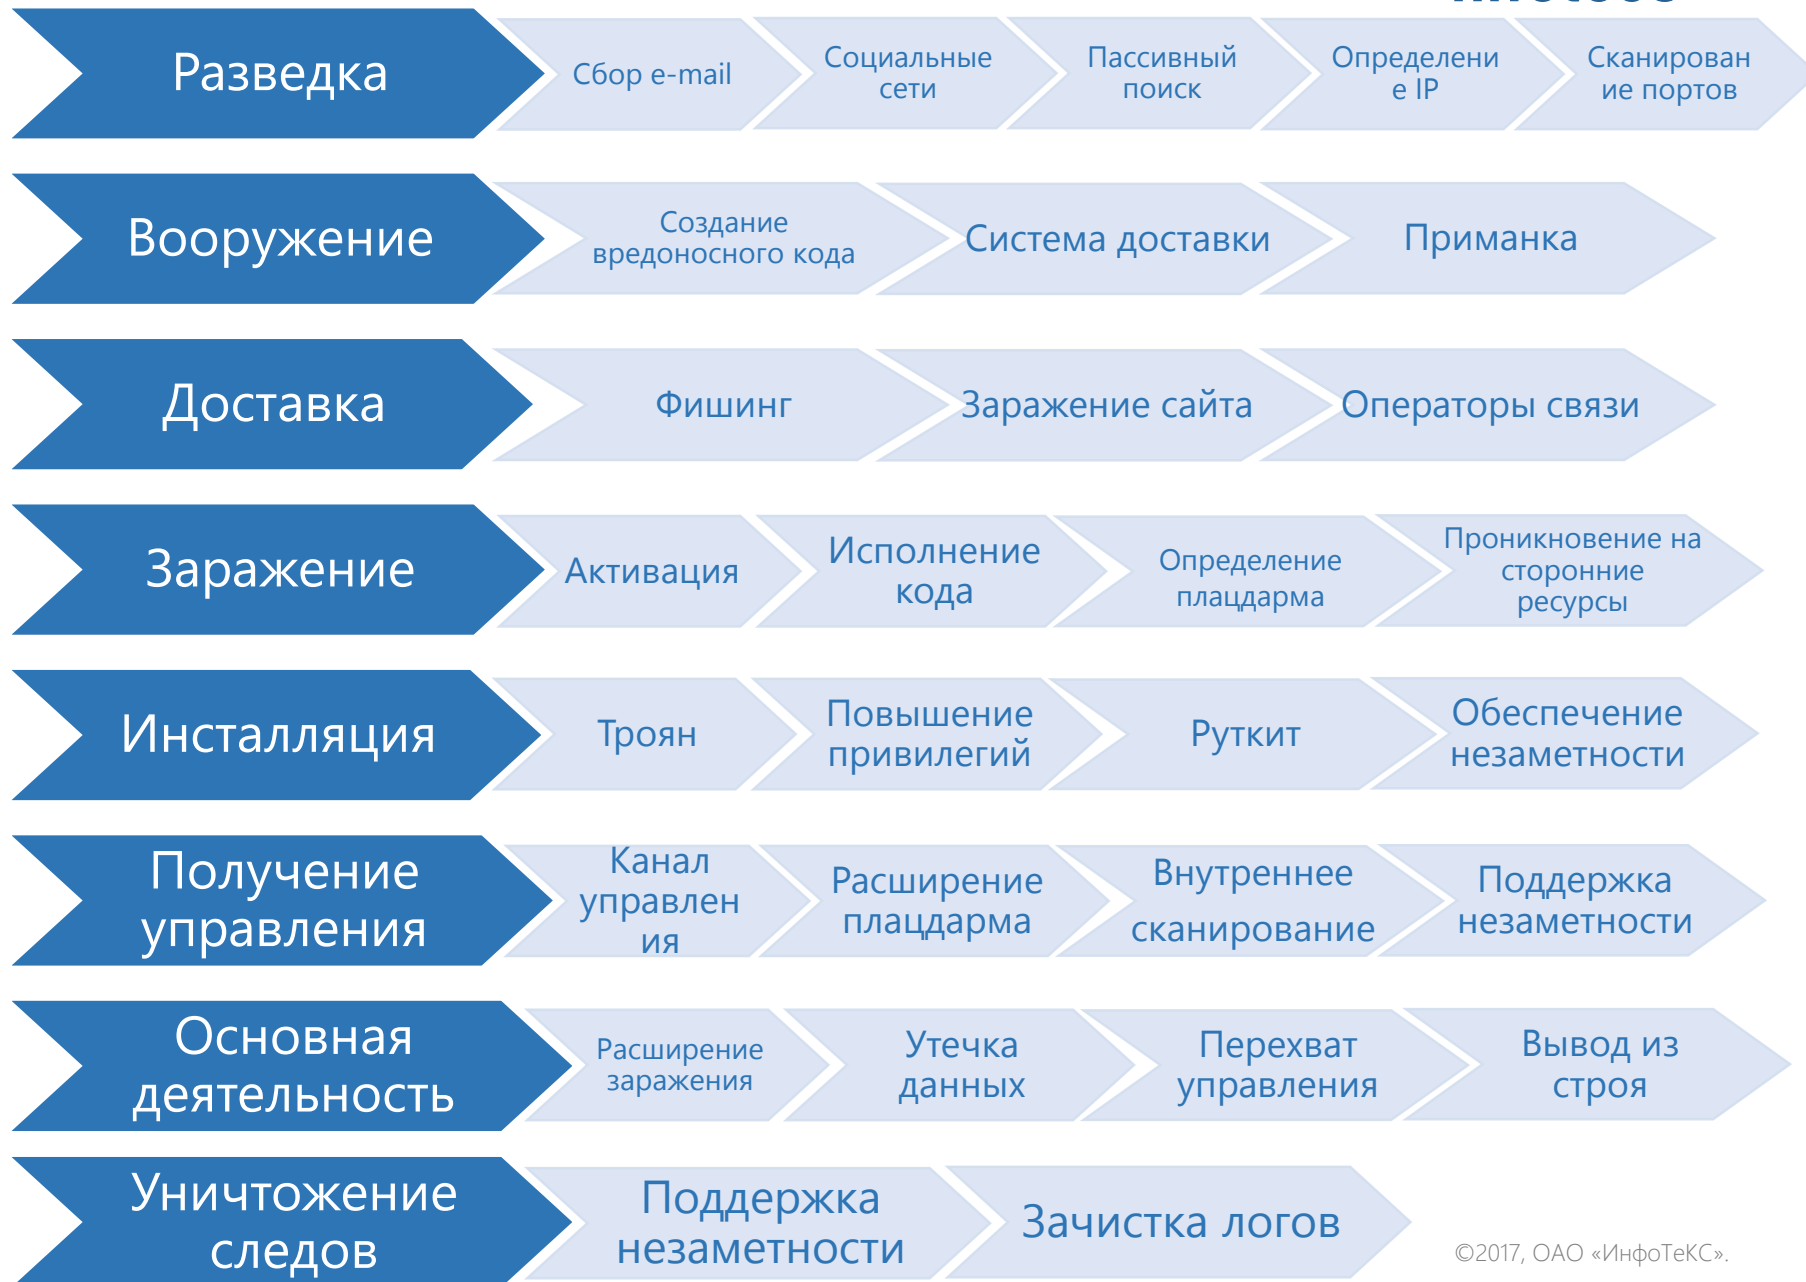 Разведка
Сбор e-mail
Социальные
сети
Пассивный
поиск
Определени
е IP
Сканирован
ие портов
Вооружение
Создание
вредоносного кода
Система доставки
Приманка
Доставка
Фишинг
Заражение сайта
Операторы связи
Заражение
Активация
Исполнение
кода
Определение
плацдарма
Проникновение на
сторонние
ресурсы
Инсталляция
Троян
Повышение
привилегий
Руткит
Обеспечение
незаметности
Получение
управления
Канал
управлен
ия
Расширение
плацдарма
Внутреннее
сканирование
Поддержка
незаметности
Основная
деятельность
Расширение
заражения
Утечка
данных
Перехват
управления
Вывод из
строя
Уничтожение
следов
Поддержка
незаметности
Зачистка логов
©2017, ОАО «ИнфоТеКС».